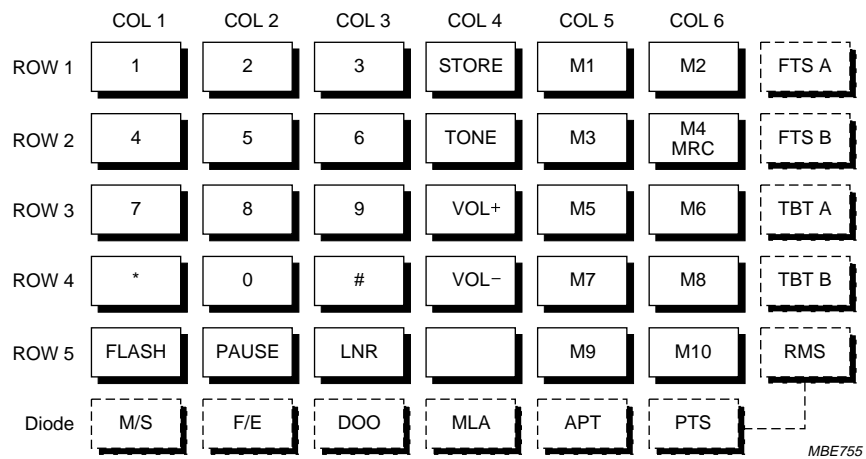 COL 1 COL 2 COL 3 COL 4 COL 5 COL 6
ROW 1 1 2 3 STORE M1 M2 FTS A
ROW 2 4 5 6 TONE M3 M4 MRC FTS B
ROW 3 7 8 9 VOL+ M5 M6 TBT A
ROW 4 * 0 # VOL− M7 M8 TBT B
ROW 5 FLASH PAUSE LNR M9 M10 RMS
Diode M/S F/E DOO MLA APT PTS
MBE755